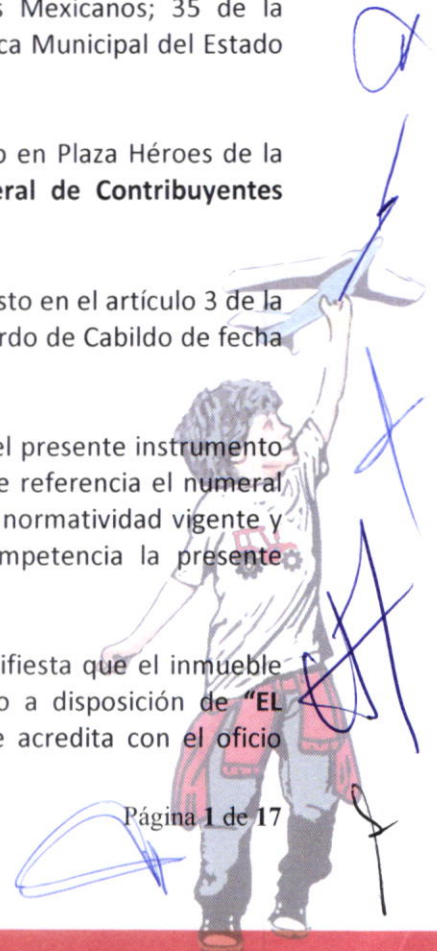 s Mexicanos; 35 de la
ca Municipal del Estado
o en Plaza Héroes de la
eral de Contribuyentes
sto en el artículo 3 de la
rdo de Cabildo de fecha
el presente instrumento
e referencia el numeral
normatividad vigente y
mpetencia la presente
ifiesta que el inmueble
o a disposición de "EL
e acredita con el oficio
Página 1 de 17